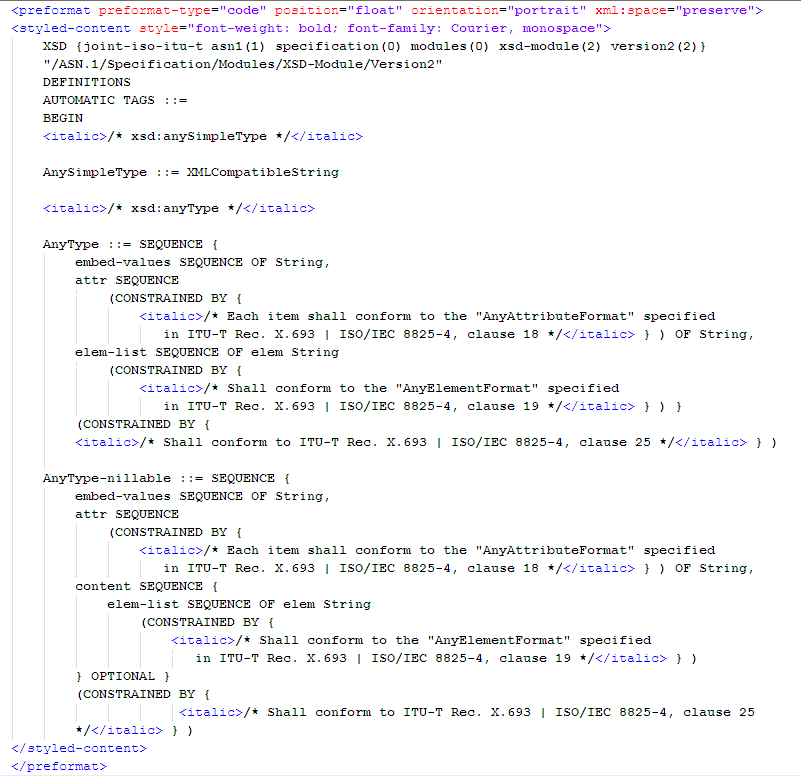 <preformat preformat-type="code" position="float" orientation="portrait" xml:space="preserve">
<styled-content style="font-weight: bold; font-family: Courier, monospace">
XSD {joint-iso-itu-t asn1(1) specification(0) modules(0) xsd-module(2) version2(2)}
"/ASN.1/Specification/Modules/XSD-Module/Version2"
DEFINITIONS
AUTOMATIC TAGS ::=
BEGIN
<italic>/* xsd:anySimpleType */</italic>
AnySimpleType ::= XMLCompatibleString
<italic>/* xsd:anyType */</italic>
AnyType ::= SEQUENCE {
embed-values SEQUENCE OF String,
attr SEQUENCE
(CONSTRAINED BY {
<italic>/* Each item shall conform to the "AnyAttributeFormat" specified
in ITU-T Rec. X.693 | ISO/IEC 8825-4, clause 18 */</italic> } ) OF String,
elem-list SEQUENCE OF elem String
(CONSTRAINED BY {
<italic>/* Shall conform to the "AnyElementFormat" specified
in ITU-T Rec. X.693 | ISO/IEC 8825-4, clause 19 */</italic> } ) }
(CONSTRAINED BY {
<italic>/* Shall conform to ITU-T Rec. X.693 | ISO/IEC 8825-4, clause 25 */</italic> } )
AnyType-nillable ::= SEQUENCE {
embed-values SEQUENCE OF String,
attr SEQUENCE
(CONSTRAINED BY {
<italic>/* Each item shall conform to the "AnyAttributeFormat" specified
in ITU-T Rec. X.693 | ISO/IEC 8825-4, clause 18 */</italic> } ) OF String,
content SEQUENCE {
elem-list SEQUENCE OF elem String
(CONSTRAINED BY {
<italic>/* Shall conform to the "AnyElementFormat" specified
in ITU-T Rec. X.693 | ISO/IEC 8825-4, clause 19 */</italic> } )
} OPTIONAL }
(CONSTRAINED BY {
<italic>/* Shall conform to ITU-T Rec. X.693 | ISO/IEC 8825-4, clause 25
*/</italic> } )
</styled-content>
</preformat>